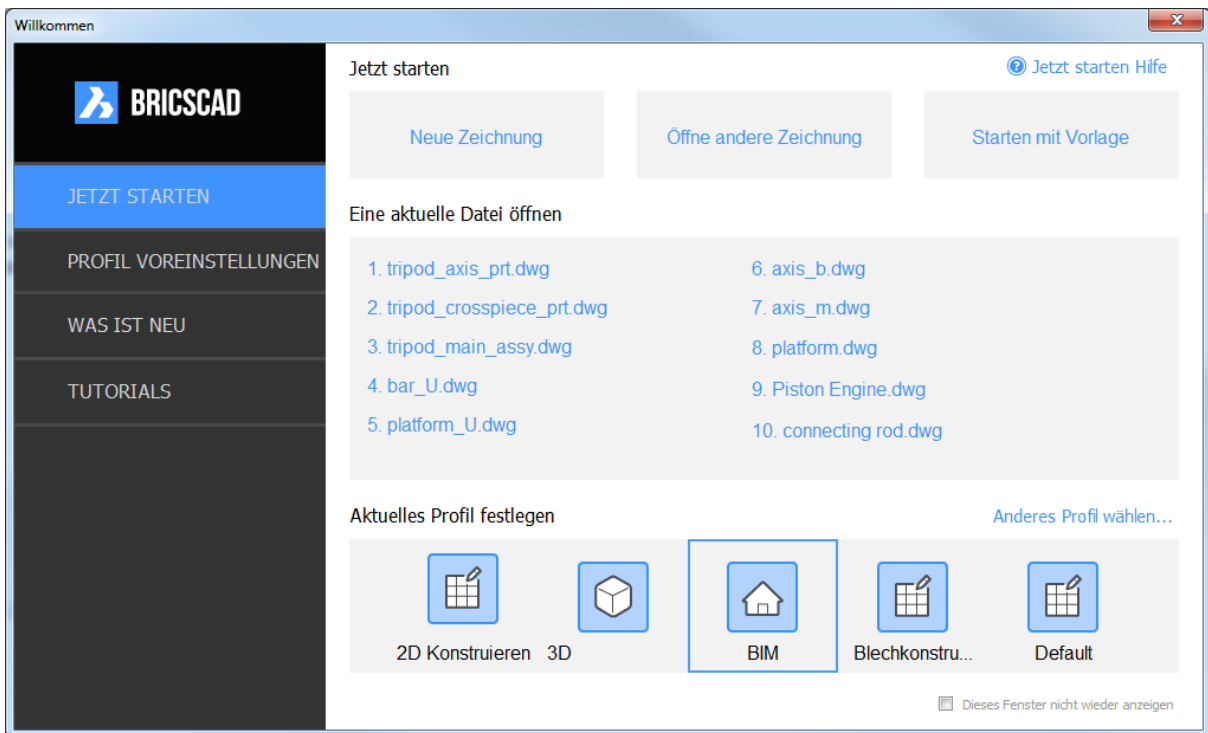 Willkommen
BRICSCAD
JETZT STARTEN
PROFIL VOREINSTELLUNGEN
WAS IST NEU
TUTORIALS
Jetzt starten
Jetzt starten Hilfe
Neue Zeichnung
Öffne andere Zeichnung
Starten mit Vorlage
Eine aktuelle Datei öffnen
1. tripod_axis_prt.dwg
2. tripod_crosspiece_prt.dwg
3. tripod_main_assy.dwg
4. bar_U.dwg
5. platform_U.dwg
6. axis_b.dwg
7. axis_m.dwg
8. platform.dwg
9. Piston Engine.dwg
10. connecting rod.dwg
Aktuelles Profil festlegen
Anderes Profil wählen...
2D Konstruieren
3D
BIM
Blechkonstru...
Default
Dieses Fenster nicht wieder anzeigen